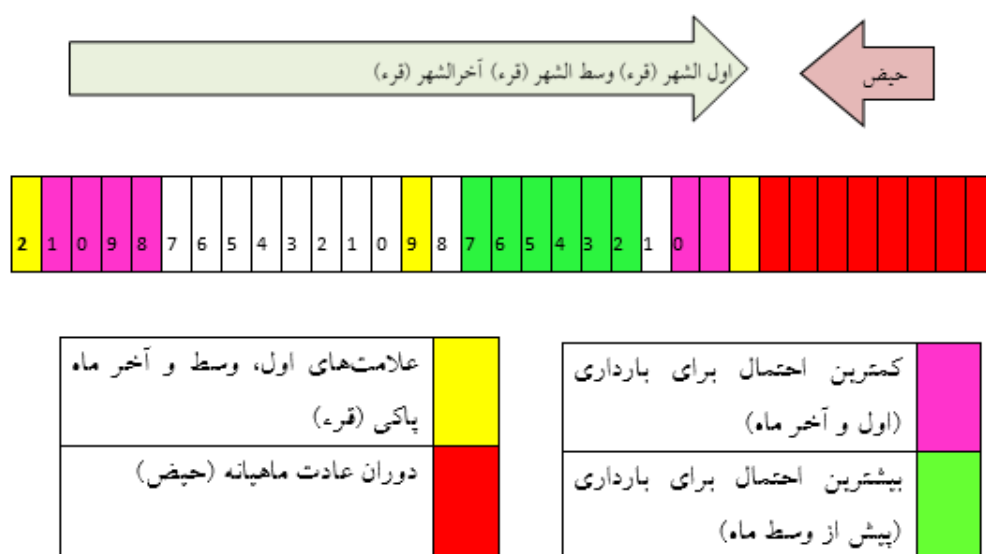 حیض
اول الشهر (قرء) وسط الشهر (قرء) آخرالشهر (قرء)
2 1 0 9 8 7 6 5 4 3 2 1 0 9 8 7 6 5 4 3 2 1 0
کمترین احتمال برای بارداری
(اول و آخر ماه)
بیشترین احتمال برای بارداری
(پیش از وسط ماه)
علامت‌های اول، وسط و آخر ماه
پاکی (قرء)
دوران عادت ماهیانه (حیض)